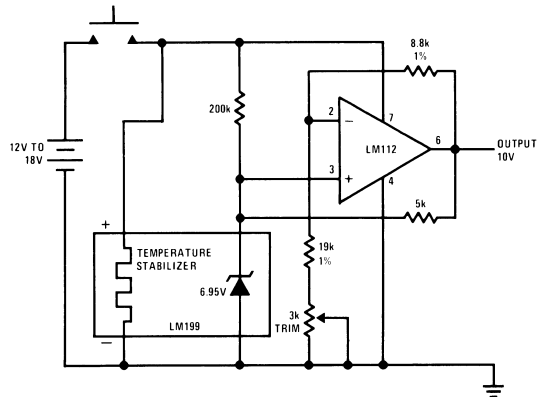 8.8k
1%
200k
2
7
12V TO
18V
−
LM112
6
OUTPUT
10V
3
+
4
5k
+
TEMPERATURE
STABILIZER
19k
1%
6.95V
3k
TRIM
LM199
−